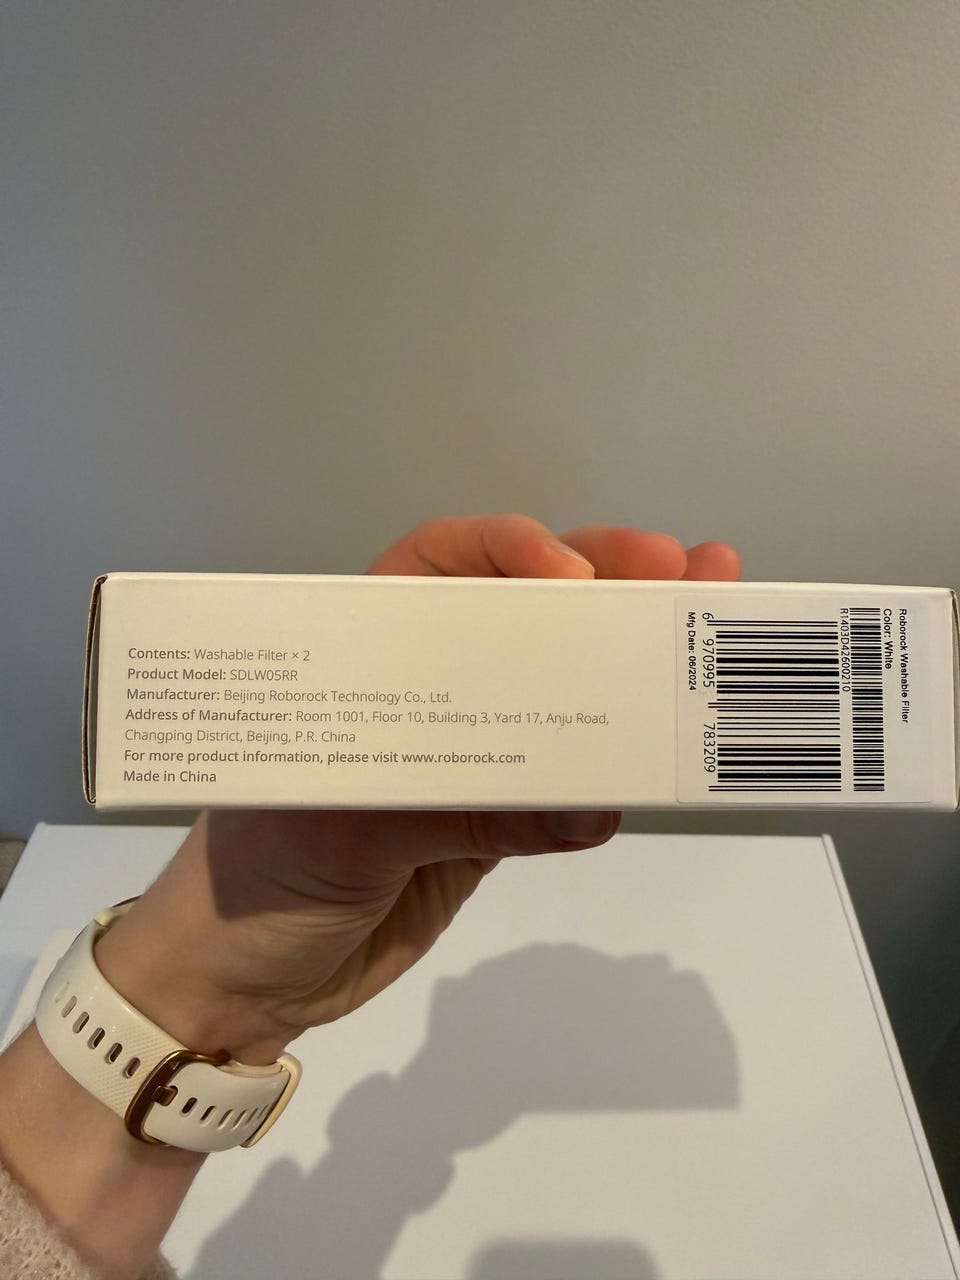 Contents: Washable Filter × 2
Product Model: SDLW05RR
Manufacturer: Beijing Roborock Technology Co., Ltd.
Address of Manufacturer: Room 1001, Floor 10, Building 3, Yard 17, Anju Road,
Changping District, Beijing, P.R. China
For more product information, please visit www.roborock.com
Made in China
Roborock Washable Filter
Color: White
R1403D42600210
6 970995 783209
Mfg Date: 06/2024